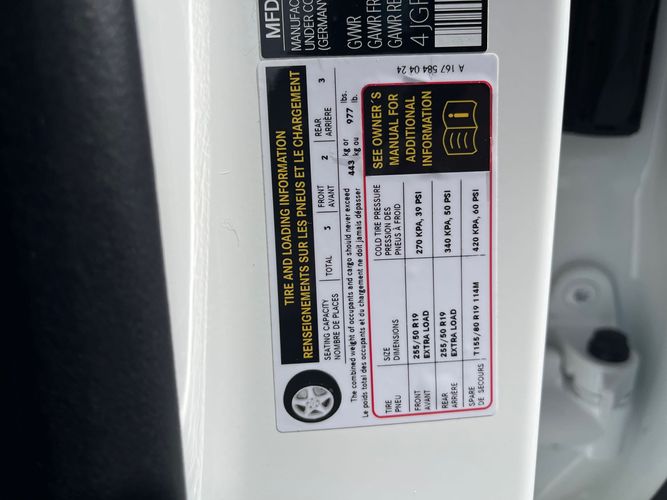 MFD
MANUFAC
UNDER CO
(GERMANY
GVWR
GAWR FR
GAWR RE
4JGF
TIRE AND LOADING INFORMATION
RENSEIGNEMENTS SUR LES PNEUS ET LE CHARGEMENT
SEATING CAPACITY TOTAL 5 FRONT 2 REAR 3
NOMBRE DE PLACES AVANT ARRIÈRE
The combined weight of occupants and cargo should never exceed 443 kg or 977 lbs.
Le poids total des occupants et du chargement ne doit jamais dépasser kg ou lb.
TIRE SIZE COLD TIRE PRESSURE
PNEU DIMENSIONS PRESSION DES
PNEUS À FROID
FRONT 255/50 R19 270 KPA, 39 PSI
AVANT EXTRA LOAD
REAR 255/50 R19 340 KPA, 50 PSI
ARRIÈRE EXTRA LOAD
SPARE T155/80 R19 114M 420 KPA, 60 PSI
DE SECOURS
SEE OWNER'S
MANUAL FOR
ADDITIONAL
INFORMATION
A 167 584 04 24